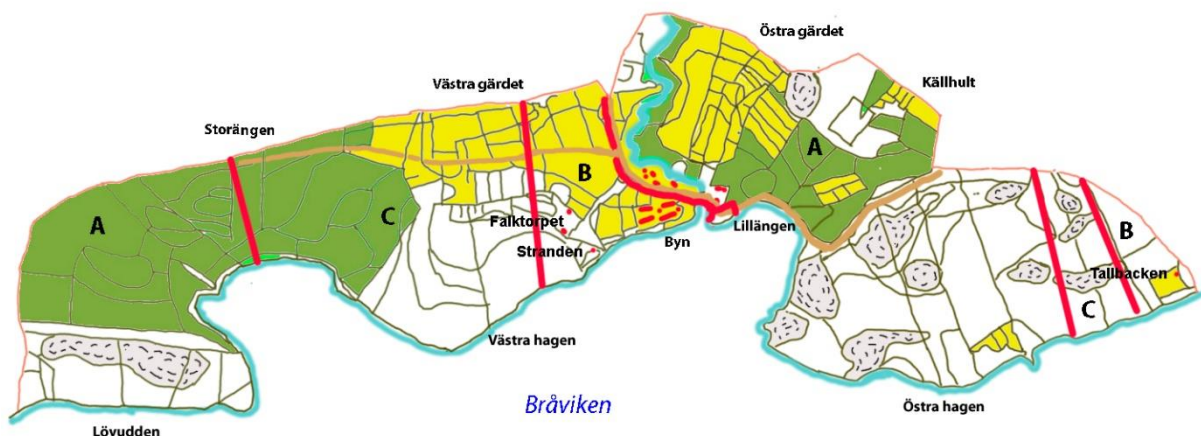 Östra gärdet
Västra gärdet
Källhult
Storängen
A
B
A
C
Falktorpet
Stranden
Byn
Lillängen
B
Tallbacken
C
Västra hagen
Bråviken
Östra hagen
Lövudden